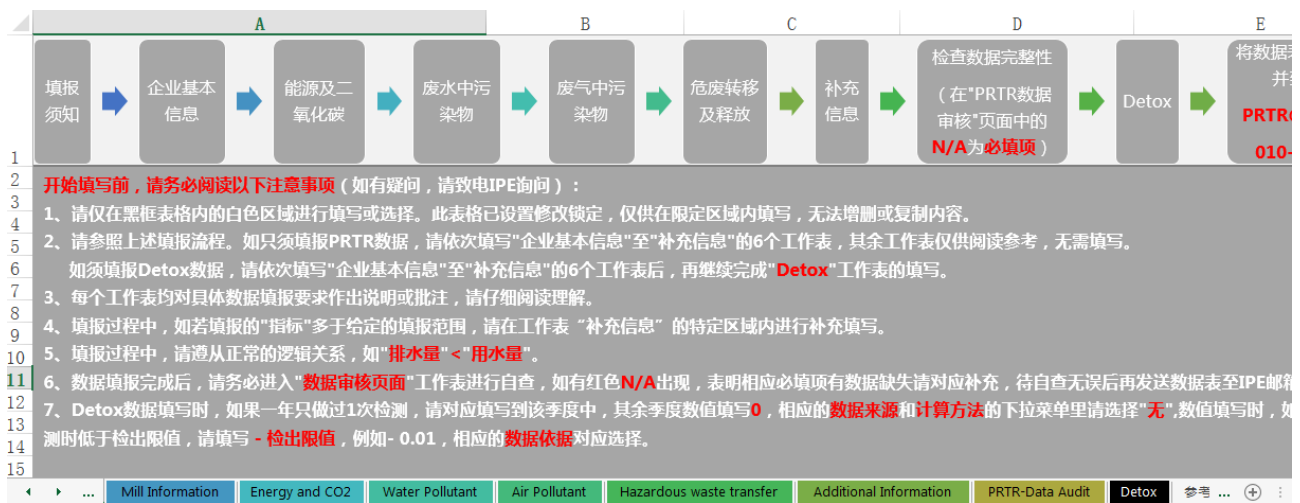 A B C D E
填报
须知
企业基本
信息
能源及二
氧化碳
废水中污
染物
废气中污
染物
危废转移
及释放
补充
信息
检查数据完整性
（在"PRTR数据
审核"页面中的
N/A为必填项）
Detox
将数据表
并
PRTR
010-
1
2 开始填写前，请务必阅读以下注意事项（如有疑问，请致电IPE询问）：
3
4 1、请仅在黑框表格内的白色区域进行填写或选择。此表格已设置修改锁定，仅供在限定区域内填写，无法增删或复制内容。
5 2、请参照上述填报流程。如只须填报PRTR数据，请依次填写"企业基本信息"至"补充信息"的6个工作表，其余工作表仅供阅读参考，无需填写。
6 如须填报Detox数据，请依次填写"企业基本信息"至"补充信息"的6个工作表后，再继续完成"Detox"工作表的填写。
7 3、每个工作表均对具体数据填报要求作出说明或批注，请仔细阅读理解。
8
9 4、填报过程中，如若填报的"指标"多于给定的填报范围，请在工作表“补充信息”的特定区域内进行补充填写。
10 5、填报过程中，请遵从正常的逻辑关系，如"排水量"<"用水量"。
11 6、数据填报完成后，请务必进入"数据审核页面"工作表进行自查，如有红色N/A出现，表明相应必填项有数据缺失请对应补充，待自查无误后再发送数据表至IPE邮箱
12
13 7、Detox数据填写时，如果一年只做过1次检测，请对应填写到该季度中，其余季度数值填写0，相应的数据来源和计算方法的下拉菜单里请选择"无",数值填写时，如
14 测时低于检出限值，请填写 - 检出限值，例如- 0.01，相应的数据依据对应选择。
15
... Mill Information Energy and CO2 Water Pollutant Air Pollutant Hazardous waste transfer Additional Information PRTR-Data Audit Detox 参考 ...